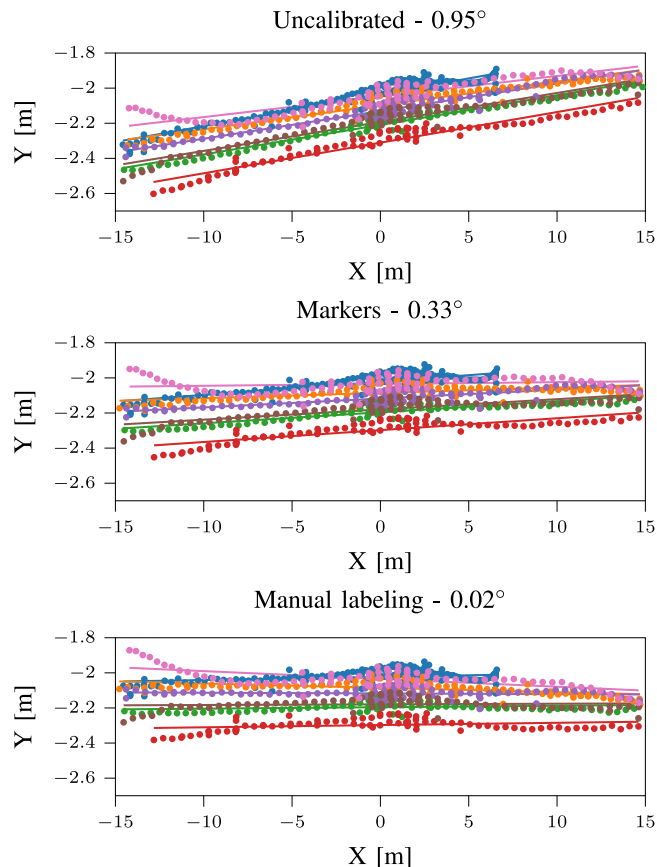 Uncalibrated - 0.95°
−1.8
−2
−2.2
−2.4
−2.6
Y [m]
−15 −10 −5 0 5 10 15
X [m]
Markers - 0.33°
−1.8
−2
−2.2
−2.4
−2.6
Y [m]
−15 −10 −5 0 5 10 15
X [m]
Manual labeling - 0.02°
−1.8
−2
−2.2
−2.4
−2.6
Y [m]
−15 −10 −5 0 5 10 15
X [m]